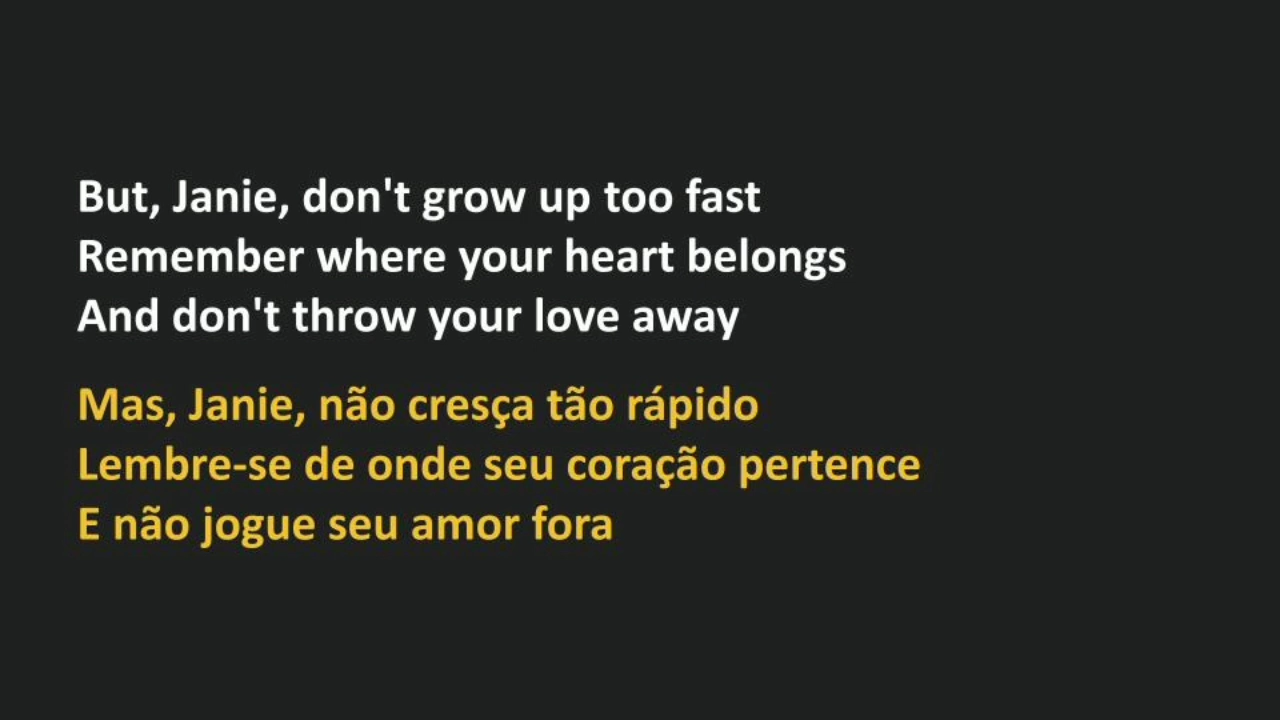 But, Janie, don't grow up too fast
Remember where your heart belongs
And don't throw your love away
Mas, Janie, não cresça tão rápido
Lembre-se de onde seu coração pertence
E não jogue seu amor fora